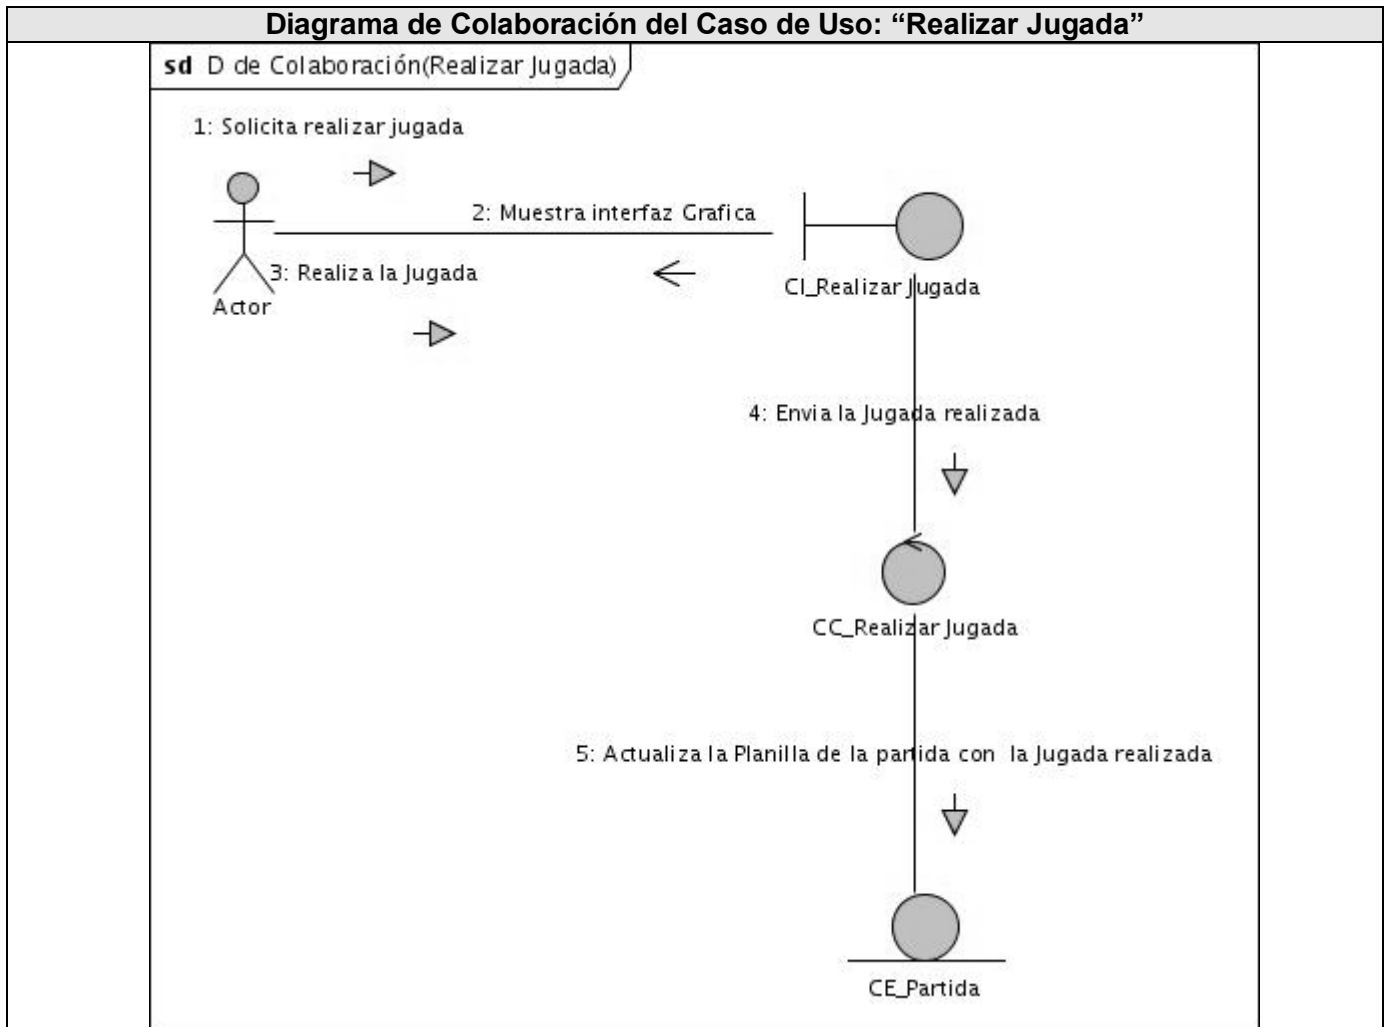 Diagrama de Colaboración del Caso de Uso: “Realizar Jugada”
sd D de Colaboración(Realizar Jugada)
1: Solicita realizar jugada
2: Muestra interfaz Grafica
3: Realiza la Jugada
Actor
CI_Realizar Jugada
4: Envia la Jugada realizada
CC_Realizar Jugada
5: Actualiza la Planilla de la partida con la Jugada realizada
CE_Partida